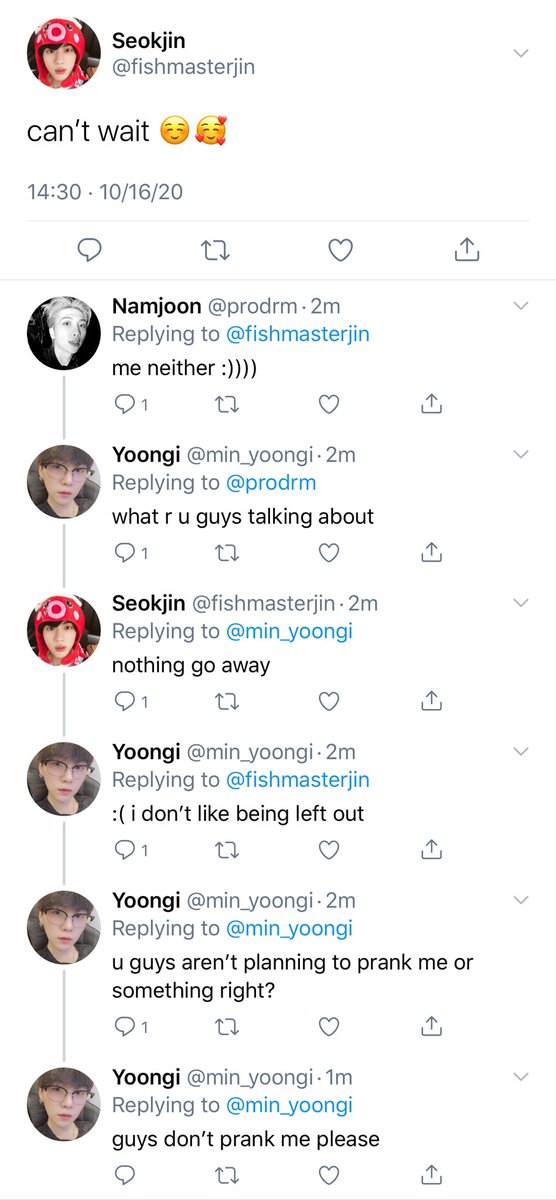 Seokjin
@fishmasterjin
can’t wait ☺️🥰
14:30 · 10/16/20
Namjoon @prodrm · 2m
Replying to @fishmasterjin
me neither :))))
1
Yoongi @min_yoongi · 2m
Replying to @prodrm
what r u guys talking about
1
Seokjin @fishmasterjin · 2m
Replying to @min_yoongi
nothing go away
1
Yoongi @min_yoongi · 2m
Replying to @fishmasterjin
:( i don’t like being left out
1
Yoongi @min_yoongi · 2m
Replying to @min_yoongi
u guys aren’t planning to prank me or
something right?
1
Yoongi @min_yoongi · 1m
Replying to @min_yoongi
guys don’t prank me please